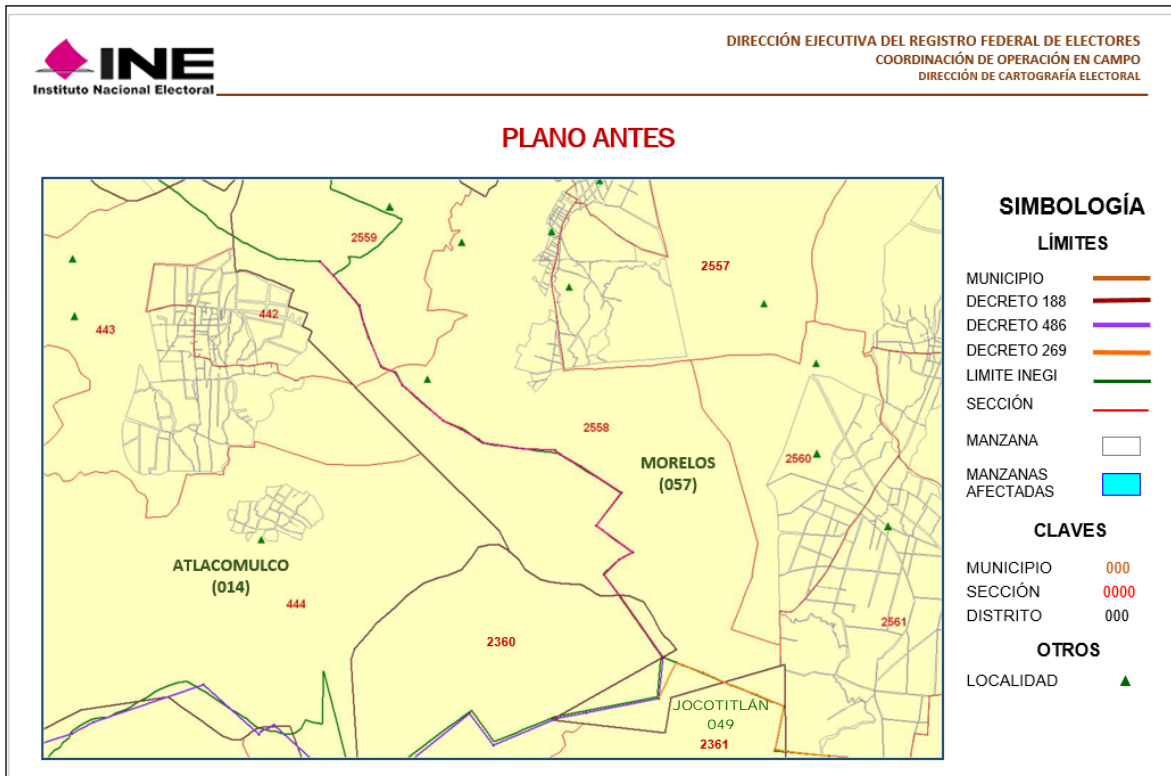 INE
Instituto Nacional Electoral
DIRECCIÓN EJECUTIVA DEL REGISTRO FEDERAL DE ELECTORES
COORDINACIÓN DE OPERACIÓN EN CAMPO
DIRECCIÓN DE CARTOGRAFÍA ELECTORAL
PLANO ANTES
2559
2557
443
442
2558
MORELOS
(057)
2560
ATLACOMULCO
(014)
444
2360
2561
JOCOTITLÁN
049
2361
SIMBOLOGÍA
LÍMITES
MUNICIPIO
DECRETO 188
DECRETO 486
DECRETO 269
LIMITE INEGI
SECCIÓN
MANZANA
MANZANAS
AFECTADAS
CLAVES
MUNICIPIO 000
SECCIÓN 0000
DISTRITO 000
OTROS
LOCALIDAD